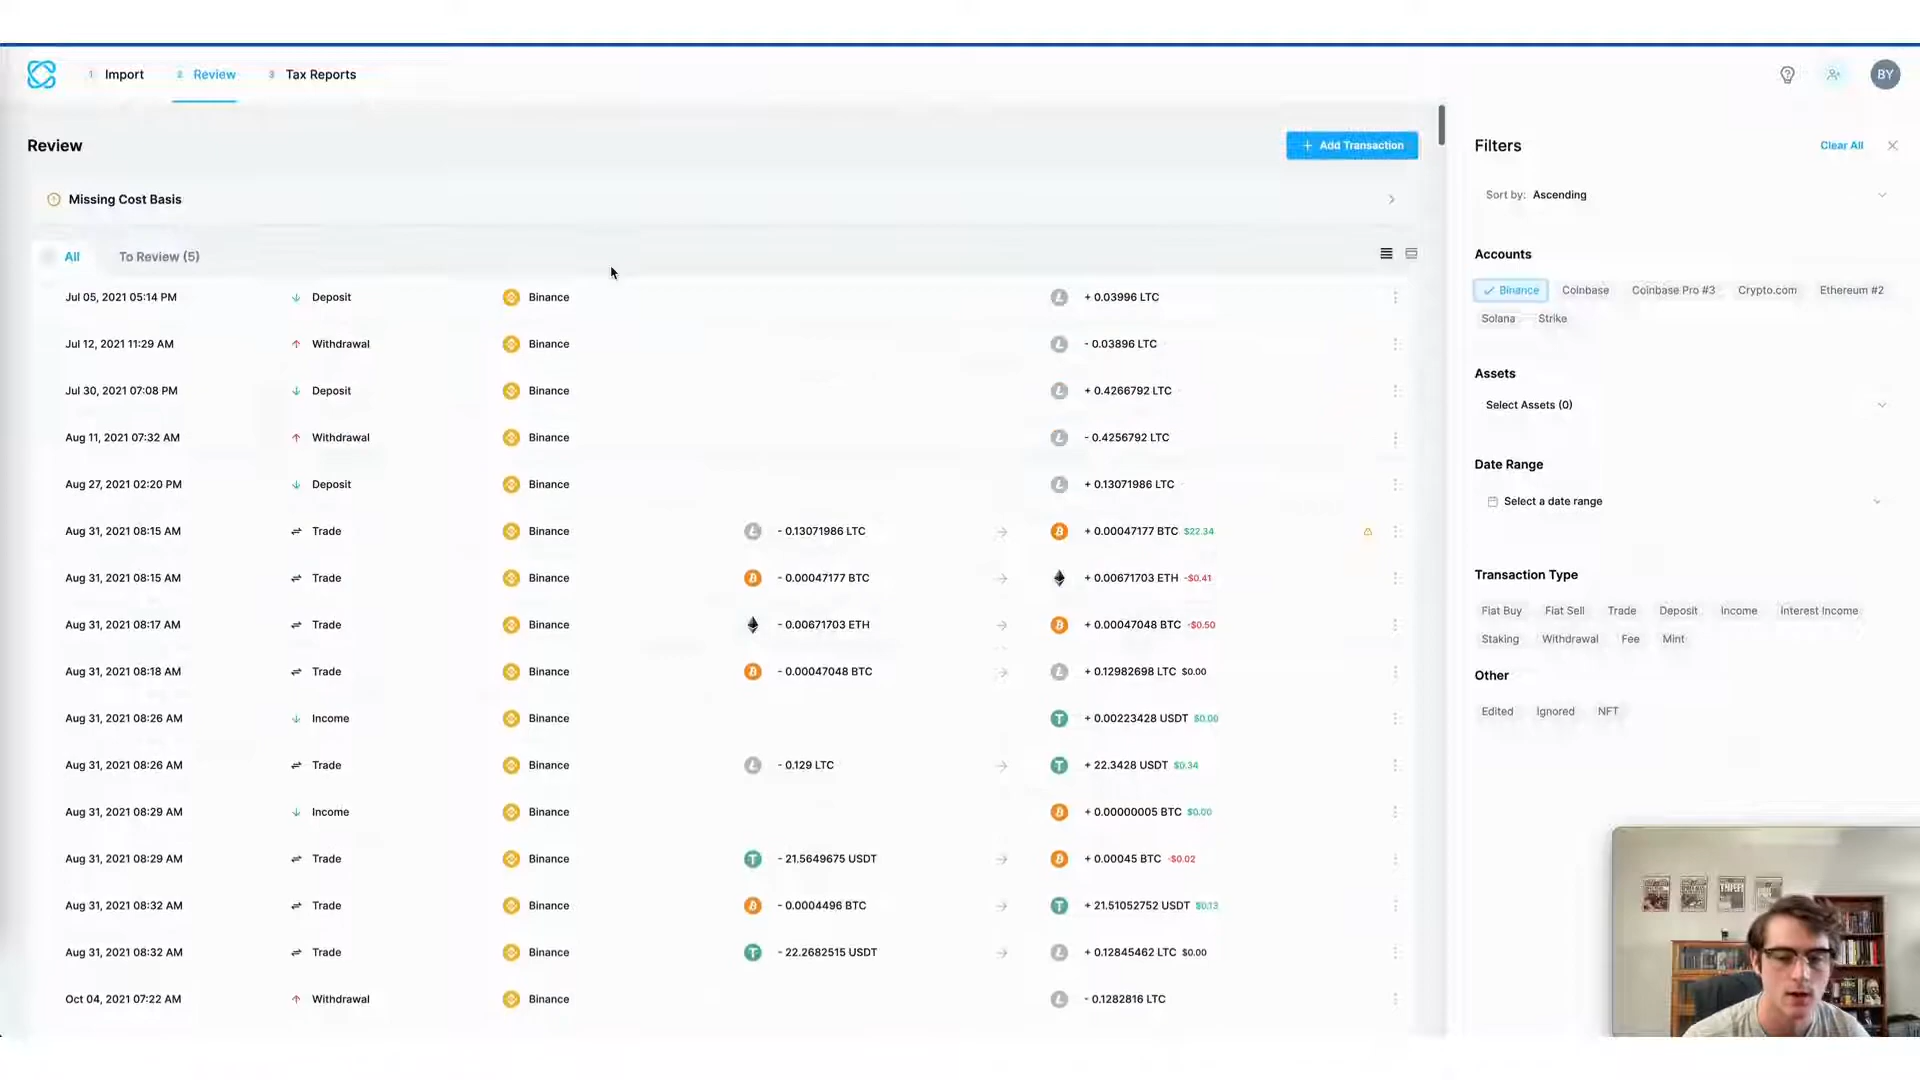 1 Import 2 Review 3 Tax Reports BY
Review + Add Transaction
Missing Cost Basis
All To Review (5)
Jul 05, 2021 05:14 PM Deposit Binance + 0.03996 LTC
Jul 12, 2021 11:29 AM Withdrawal Binance - 0.03896 LTC
Jul 30, 2021 07:08 PM Deposit Binance + 0.4266792 LTC
Aug 11, 2021 07:32 AM Withdrawal Binance - 0.4256792 LTC
Aug 27, 2021 02:20 PM Deposit Binance + 0.13071986 LTC
Aug 31, 2021 08:15 AM Trade Binance - 0.13071986 LTC + 0.00047177 BTC $22.34
Aug 31, 2021 08:15 AM Trade Binance - 0.00047177 BTC + 0.00671703 ETH -$0.41
Aug 31, 2021 08:17 AM Trade Binance - 0.00671703 ETH + 0.00047048 BTC -$0.50
Aug 31, 2021 08:18 AM Trade Binance - 0.00047048 BTC + 0.12982698 LTC $0.00
Aug 31, 2021 08:26 AM Income Binance + 0.00223428 USDT $0.00
Aug 31, 2021 08:26 AM Trade Binance - 0.129 LTC + 22.3428 USDT $0.34
Aug 31, 2021 08:29 AM Income Binance + 0.00000005 BTC $0.00
Aug 31, 2021 08:29 AM Trade Binance - 21.5649675 USDT + 0.00045 BTC -$0.02
Aug 31, 2021 08:32 AM Trade Binance - 0.0004496 BTC + 21.51052752 USDT $0.13
Aug 31, 2021 08:32 AM Trade Binance - 22.2682515 USDT + 0.12845462 LTC $0.00
Oct 04, 2021 07:22 AM Withdrawal Binance - 0.1282816 LTC
Filters Clear All
Sort by: Ascending
Accounts
Binance Coinbase Coinbase Pro #3 Crypto.com Ethereum #2
Solana Strike
Assets
Select Assets (0)
Date Range
Select a date range
Transaction Type
Fiat Buy Fiat Sell Trade Deposit Income Interest Income
Staking Withdrawal Fee Mint
Other
Edited Ignored NFT